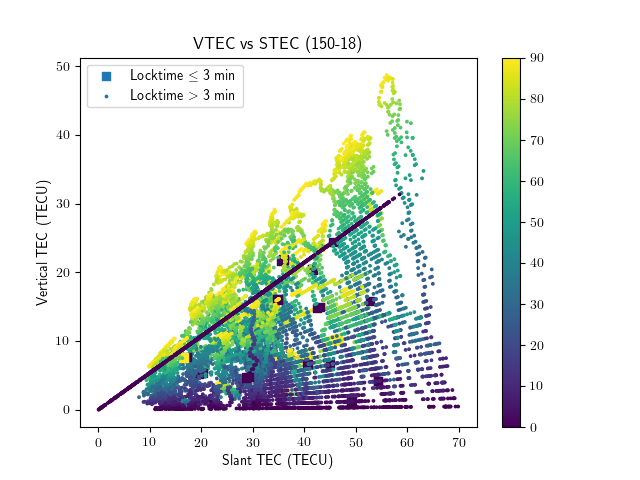 VTEC vs STEC (150-18)
Locktime ≤ 3 min
Locktime > 3 min
50
40
30
20
10
0
Vertical TEC (TECU)
0 10 20 30 40 50 60 70
Slant TEC (TECU)
90
80
70
60
50
40
30
20
10
0